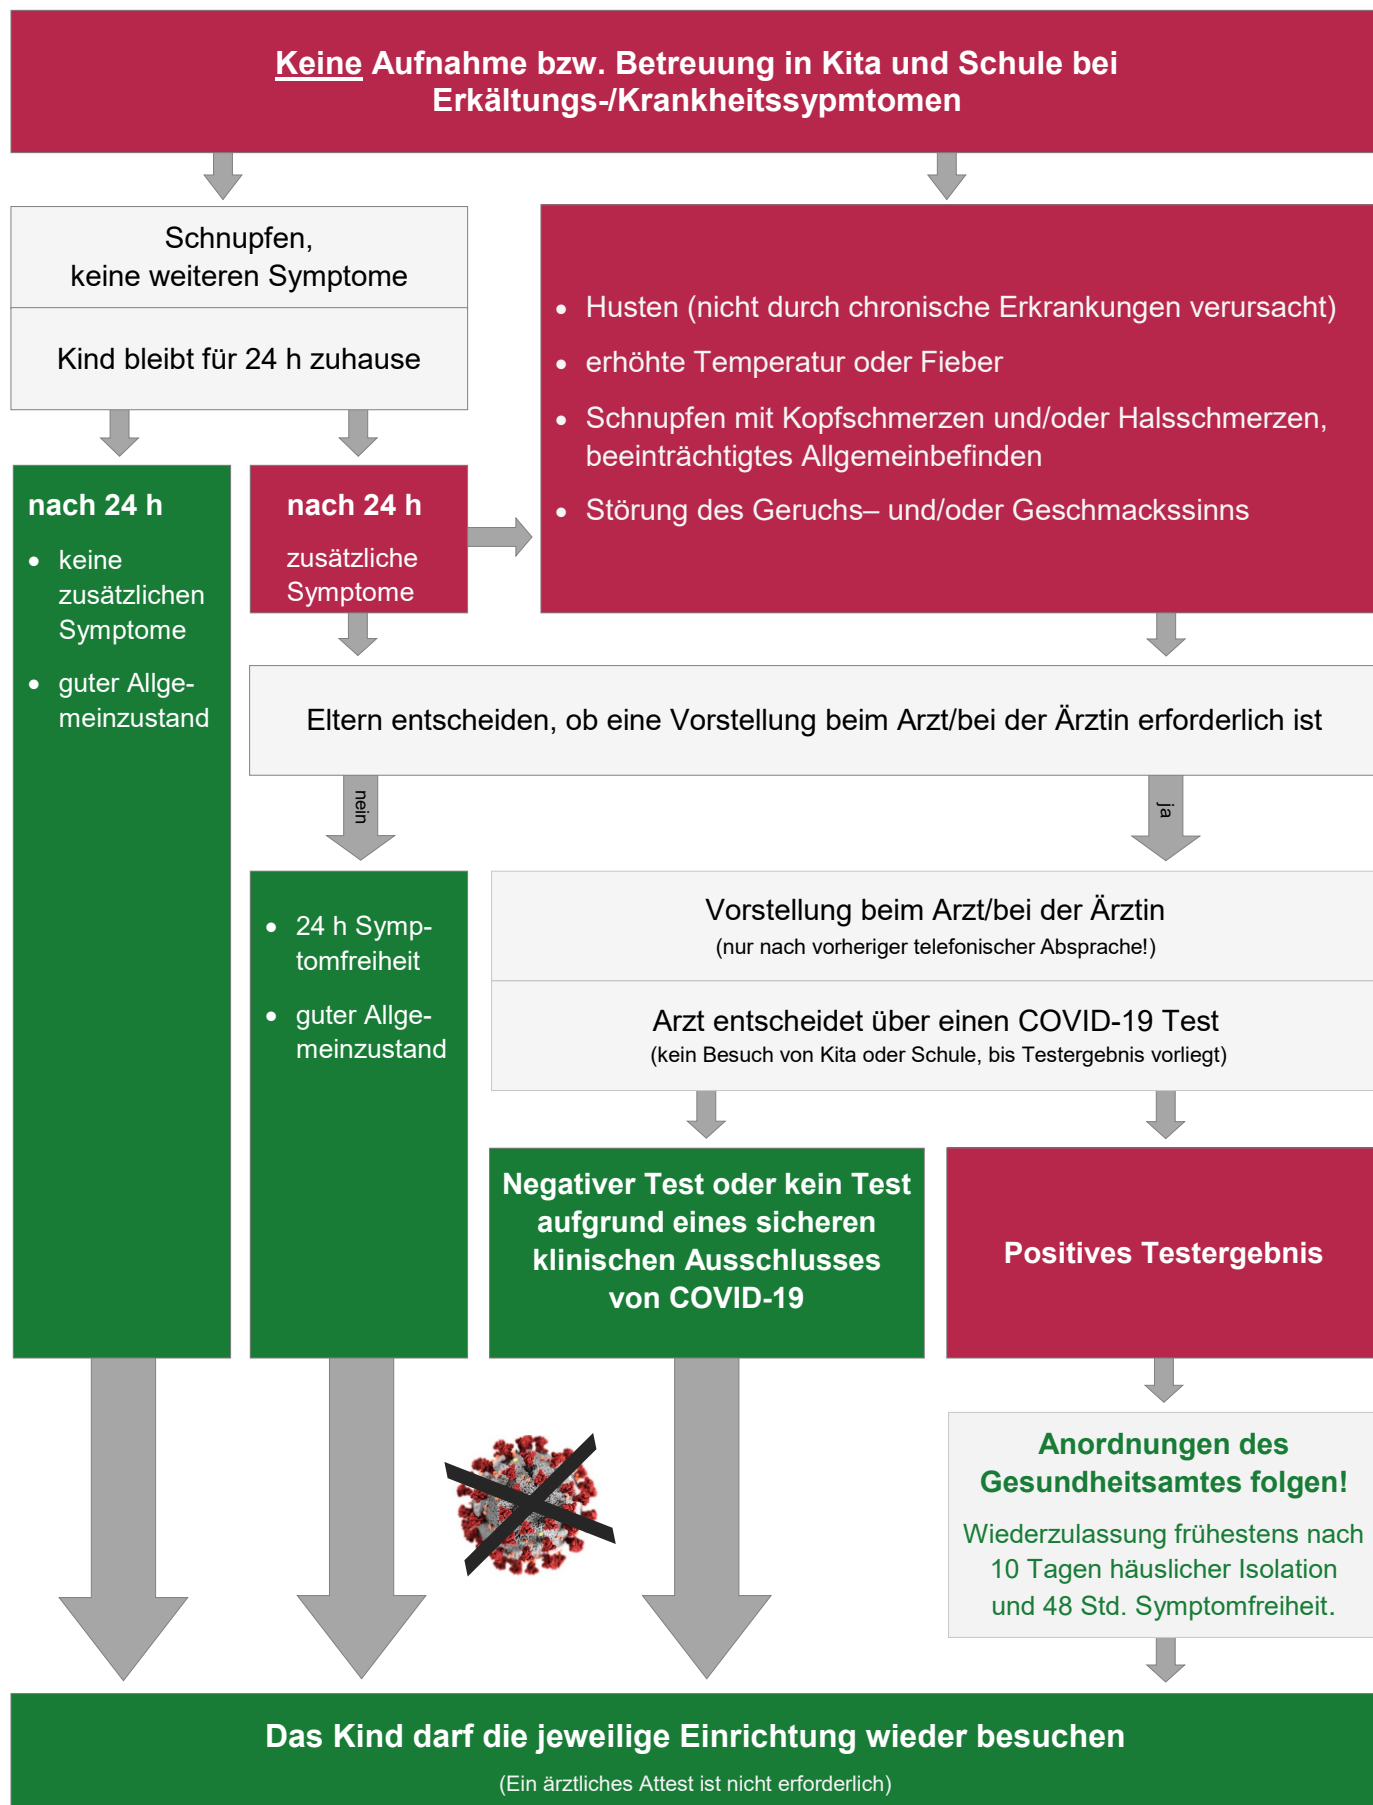 Keine Aufnahme bzw. Betreuung in Kita und Schule bei
Erkältungs-/Krankheitssypmtomen
Schnupfen,
keine weiteren Symptome
Kind bleibt für 24 h zuhause
• Husten (nicht durch chronische Erkrankungen verursacht)
• erhöhte Temperatur oder Fieber
• Schnupfen mit Kopfschmerzen und/oder Halsschmerzen,
beeinträchtigtes Allgemeinbefinden
• Störung des Geruchs– und/oder Geschmackssinns
nach 24 h
• keine
zusätzlichen
Symptome
• guter Allge-
meinzustand
nach 24 h
zusätzliche
Symptome
Eltern entscheiden, ob eine Vorstellung beim Arzt/bei der Ärztin erforderlich ist
nein
ja
• 24 h Symp-
tomfreiheit
• guter Allge-
meinzustand
Vorstellung beim Arzt/bei der Ärztin
(nur nach vorheriger telefonischer Absprache!)
Arzt entscheidet über einen COVID-19 Test
(kein Besuch von Kita oder Schule, bis Testergebnis vorliegt)
Negativer Test oder kein Test
aufgrund eines sicheren
klinischen Ausschlusses
von COVID-19
Positives Testergebnis
Anordnungen des
Gesundheitsamtes folgen!
Wiederzulassung frühestens nach
10 Tagen häuslicher Isolation
und 48 Std. Symptomfreiheit.
Das Kind darf die jeweilige Einrichtung wieder besuchen
(Ein ärztliches Attest ist nicht erforderlich)